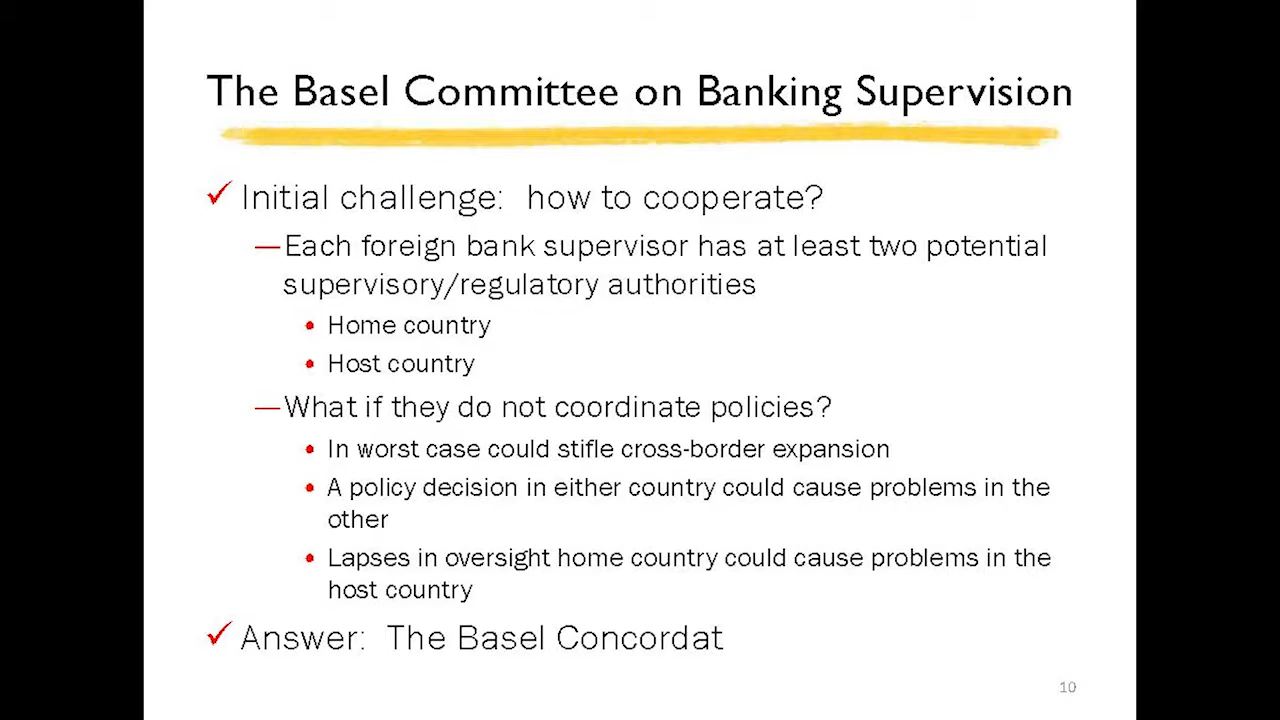 The Basel Committee on Banking Supervision
Initial challenge: how to cooperate?
—Each foreign bank supervisor has at least two potential
supervisory/regulatory authorities
• Home country
• Host country
—What if they do not coordinate policies?
• In worst case could stifle cross-border expansion
• A policy decision in either country could cause problems in the
other
• Lapses in oversight home country could cause problems in the
host country
Answer: The Basel Concordat
10